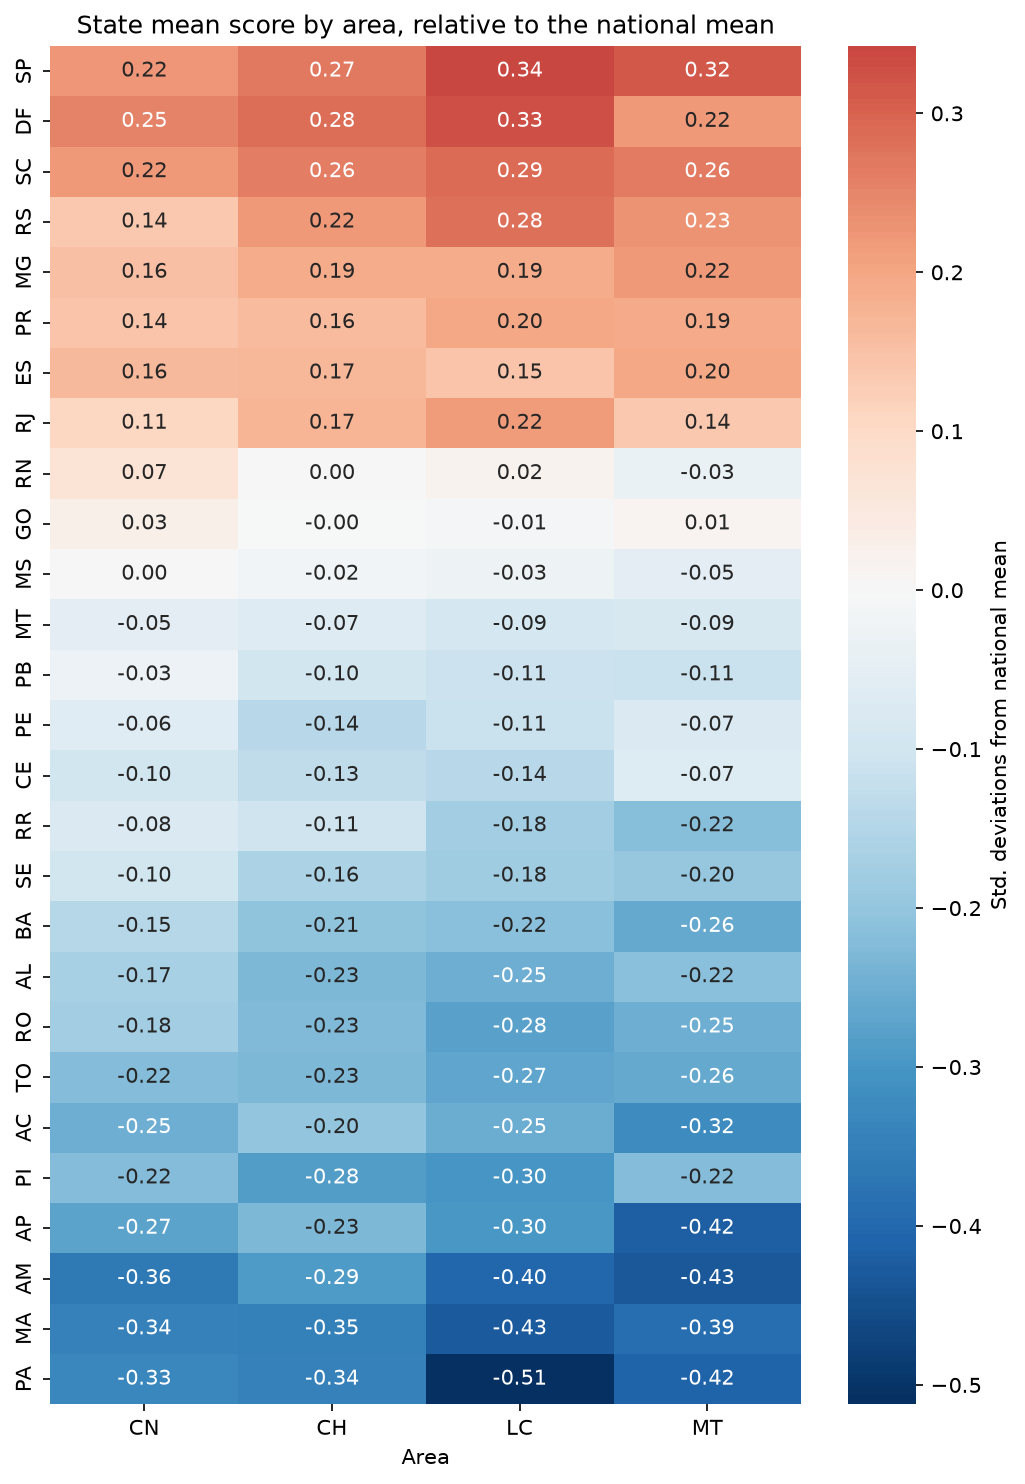 State mean score by area, relative to the national mean
SP 0.22 0.27 0.34 0.32
DF 0.25 0.28 0.33 0.22
SC 0.22 0.26 0.29 0.26
RS 0.14 0.22 0.28 0.23
MG 0.16 0.19 0.19 0.22
PR 0.14 0.16 0.20 0.19
ES 0.16 0.17 0.15 0.20
RJ 0.11 0.17 0.22 0.14
RN 0.07 0.00 0.02 -0.03
GO 0.03 -0.00 -0.01 0.01
MS 0.00 -0.02 -0.03 -0.05
MT -0.05 -0.07 -0.09 -0.09
PB -0.03 -0.10 -0.11 -0.11
PE -0.06 -0.14 -0.11 -0.07
CE -0.10 -0.13 -0.14 -0.07
RR -0.08 -0.11 -0.18 -0.22
SE -0.10 -0.16 -0.18 -0.20
BA -0.15 -0.21 -0.22 -0.26
AL -0.17 -0.23 -0.25 -0.22
RO -0.18 -0.23 -0.28 -0.25
TO -0.22 -0.23 -0.27 -0.26
AC -0.25 -0.20 -0.25 -0.32
PI -0.22 -0.28 -0.30 -0.22
AP -0.27 -0.23 -0.30 -0.42
AM -0.36 -0.29 -0.40 -0.43
MA -0.34 -0.35 -0.43 -0.39
PA -0.33 -0.34 -0.51 -0.42
CN CH LC MT
Area
0.3
0.2
0.1
0.0
−0.1
−0.2
−0.3
−0.4
−0.5
Std. deviations from national mean